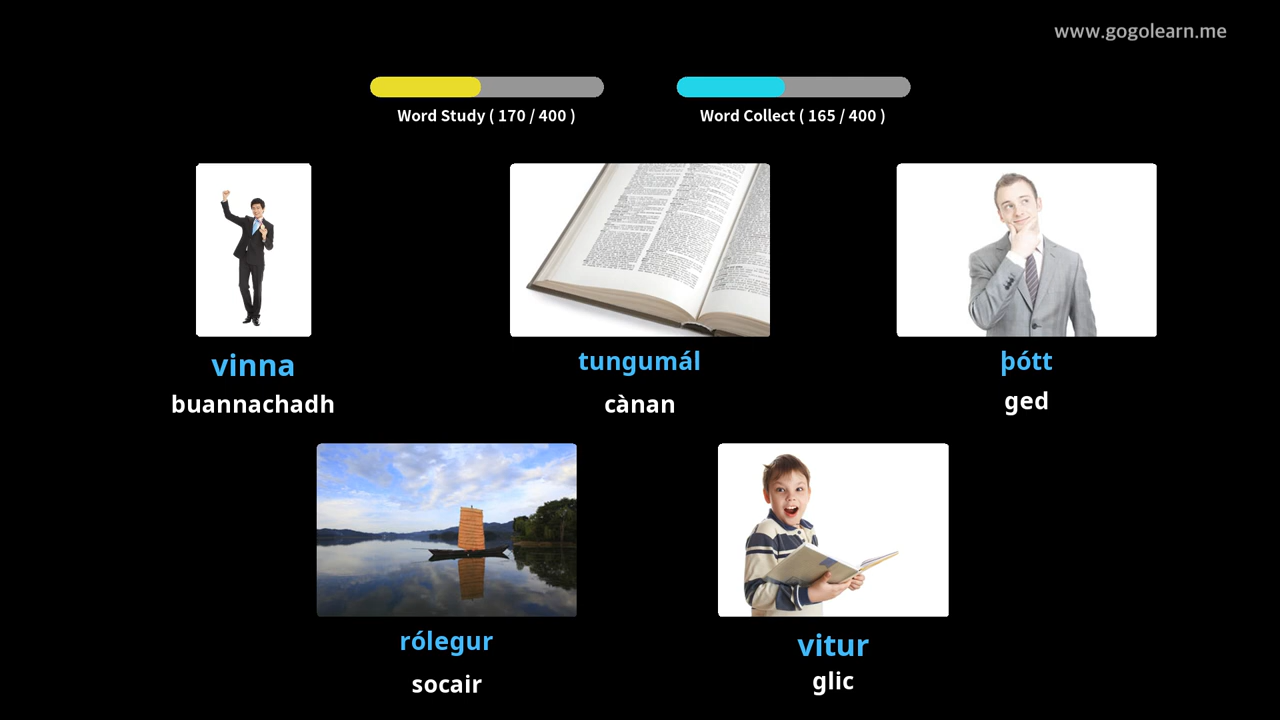 www.gogolearn.me
Word Study ( 170 / 400 )
Word Collect ( 165 / 400 )
vinna
buannachadh
tungumál
cànan
þótt
ged
rólegur
socair
vitur
glic